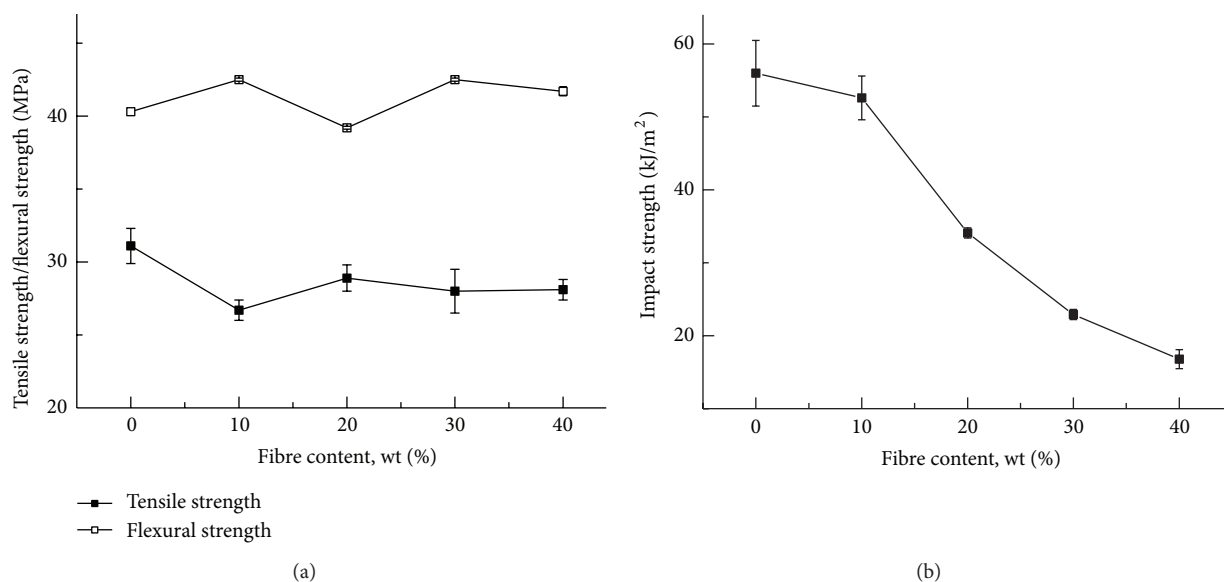 Tensile strength/flexural strength (MPa)
40
30
20
0 10 20 30 40
Fibre content, wt (%)
Tensile strength
Flexural strength
(a)
Impact strength (kJ/m²)
60
40
20
0 10 20 30 40
Fibre content, wt (%)
(b)